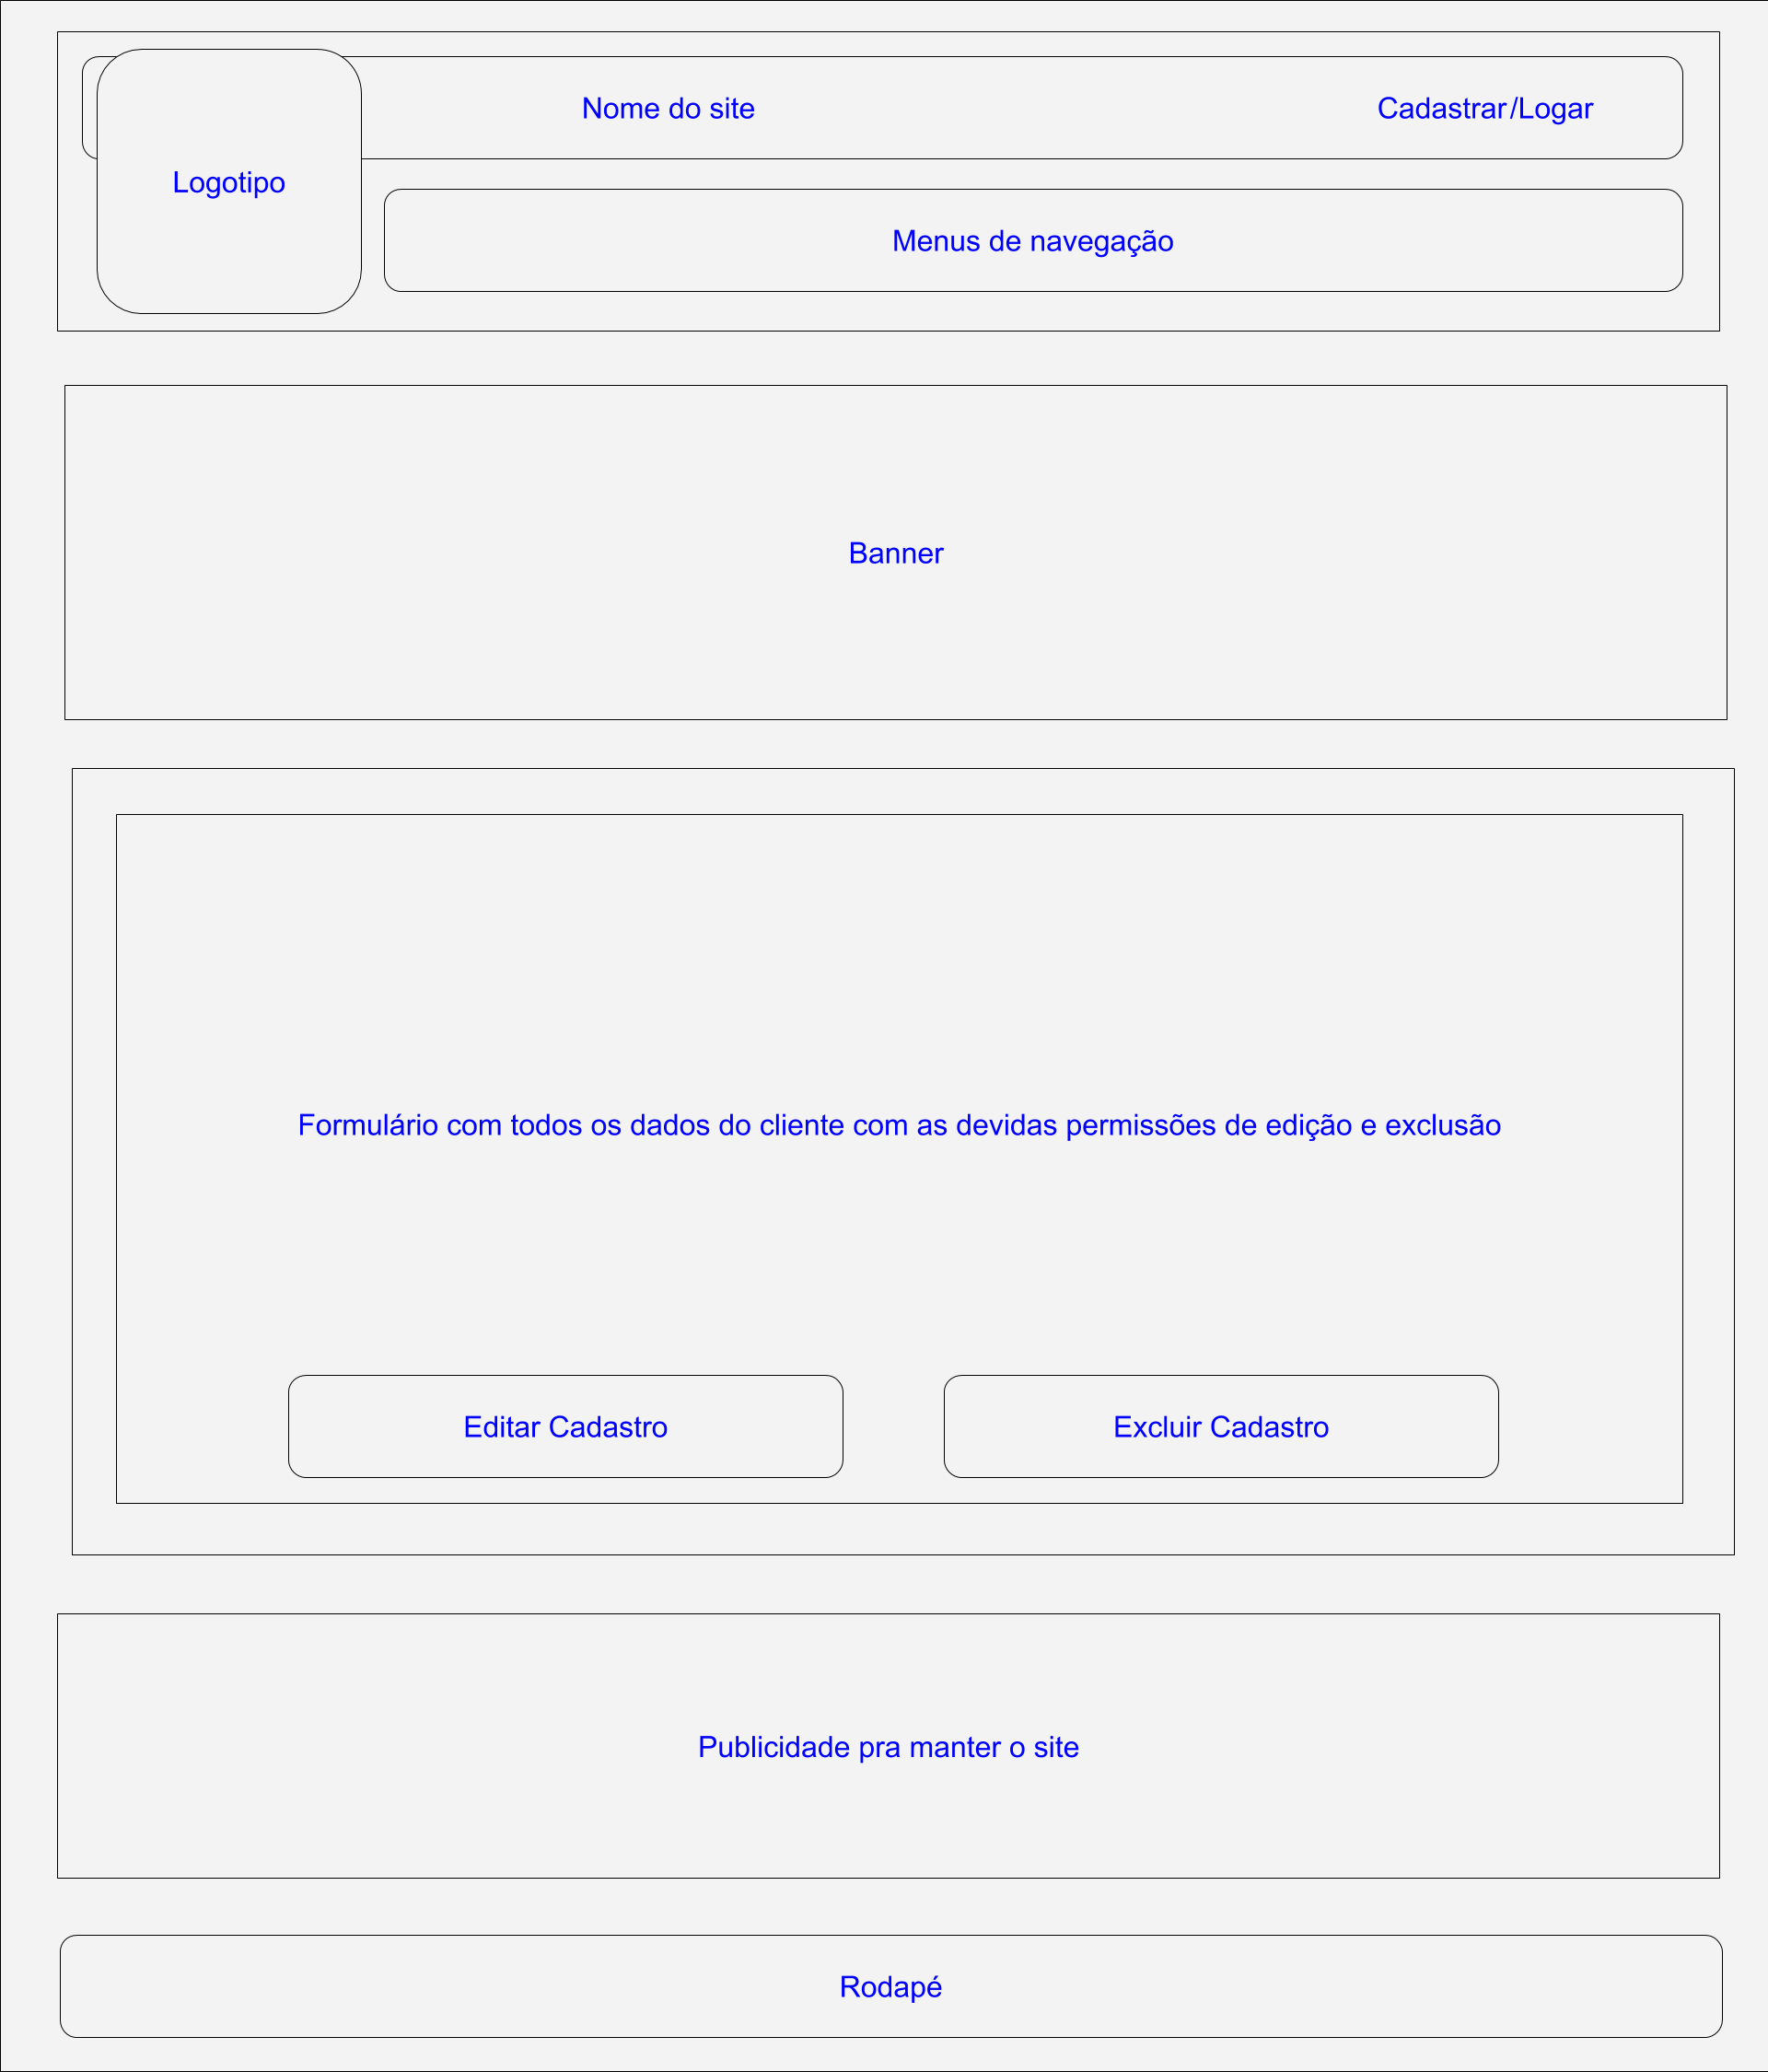 Nome do site
Cadastrar/Logar
Logotipo
Menus de navegação
Banner
Formulário com todos os dados do cliente com as devidas permissões de edição e exclusão
Editar Cadastro
Excluir Cadastro
Publicidade pra manter o site
Rodapé